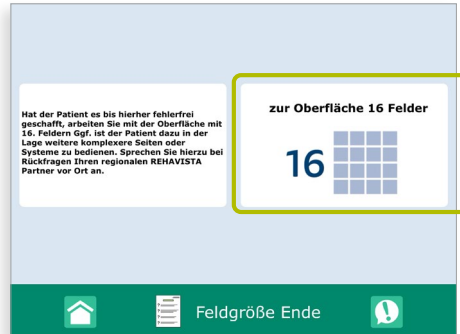 Hat der Patient es bis hierher fehlerfrei
geschafft, arbeiten Sie mit der Oberfläche mit
16. Feldern Ggf. ist der Patient dazu in der
Lage weitere komplexere Seiten oder
Systeme zu bedienen. Sprechen Sie hierzu bei
Rückfragen Ihren regionalen REHAVISTA
Partner vor Ort an.
zur Oberfläche 16 Felder
16
Feldgröße Ende